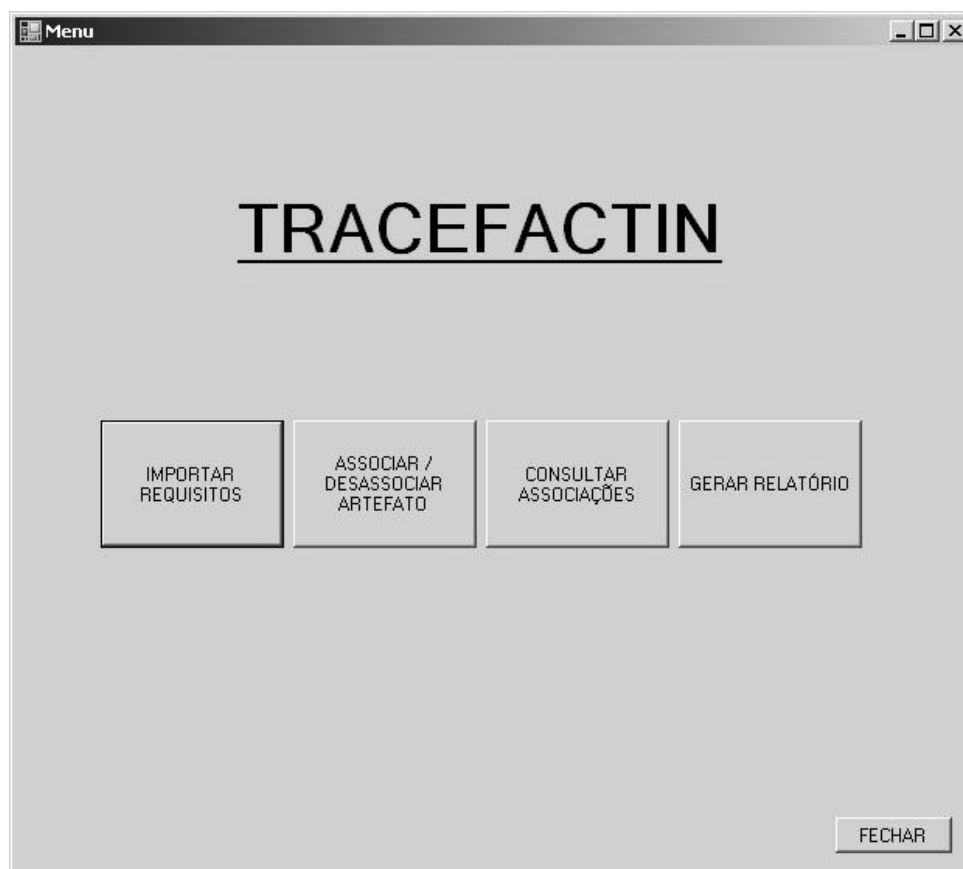 Menu
TRACEFACTIN
IMPORTAR
REQUISITOS
ASSOCIAR /
DESASSOCIAR
ARTEFATO
CONSULTAR
ASSOCIAÇÕES
GERAR RELATÓRIO
FECHAR